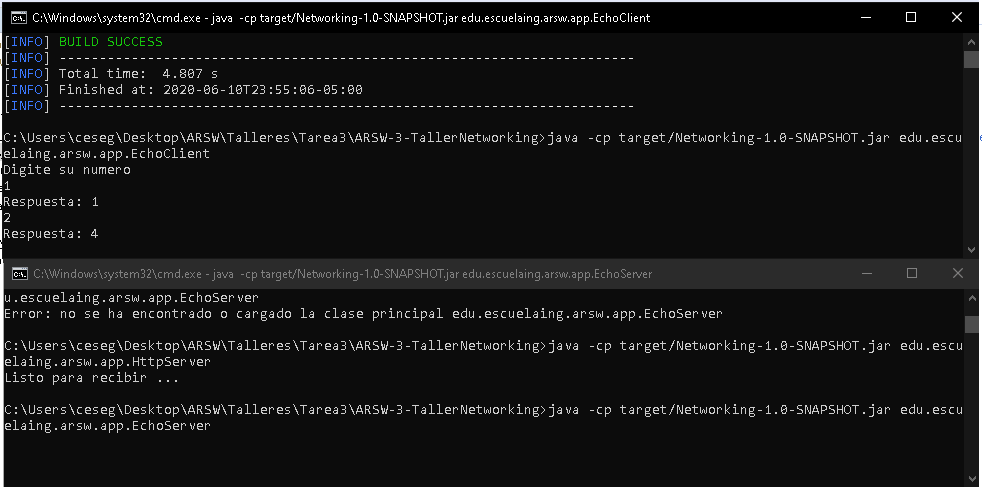 C:\Windows\system32\cmd.exe - java  -cp target/Networking-1.0-SNAPSHOT.jar edu.escuelaing.arsw.app.EchoClient
[INFO] BUILD SUCCESS
[INFO] ------------------------------------------------------------------------
[INFO] Total time:  4.807 s
[INFO] Finished at: 2020-06-10T23:55:06-05:00
[INFO] ------------------------------------------------------------------------
C:\Users\ceseg\Desktop\ARSW\Talleres\Tarea3\ARSW-3-TallerNetworking>java -cp target/Networking-1.0-SNAPSHOT.jar edu.escu
elaing.arsw.app.EchoClient
Digite su numero
1
Respuesta: 1
2
Respuesta: 4
C:\Windows\system32\cmd.exe - java  -cp target/Networking-1.0-SNAPSHOT.jar edu.escuelaing.arsw.app.EchoServer
u.escuelaing.arsw.app.EchoServer
Error: no se ha encontrado o cargado la clase principal edu.escuelaing.arsw.app.EchoServer
C:\Users\ceseg\Desktop\ARSW\Talleres\Tarea3\ARSW-3-TallerNetworking>java -cp target/Networking-1.0-SNAPSHOT.jar edu.escu
elaing.arsw.app.HttpServer
Listo para recibir ...
C:\Users\ceseg\Desktop\ARSW\Talleres\Tarea3\ARSW-3-TallerNetworking>java -cp target/Networking-1.0-SNAPSHOT.jar edu.escu
elaing.arsw.app.EchoServer